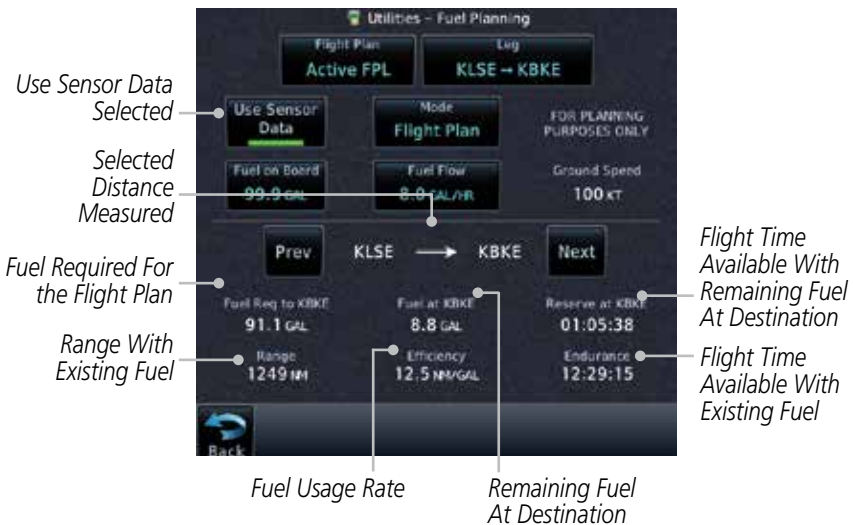 Utilities – Fuel Planning
Flight Plan
Active FPL
Leg
KLSE → KBKE
Use Sensor Data
Selected
Use Sensor
Data
Mode
Flight Plan
FOR PLANNING
PURPOSES ONLY
Selected
Distance
Measured
Fuel on Board
99.9 GAL
Fuel Flow
8.0 GAL/HR
Ground Speed
100 KT
Prev
KLSE → KBKE
Next
Fuel Required For
the Flight Plan
Flight Time
Available With
Remaining Fuel
At Destination
Fuel Req to KBKE
91.1 GAL
Fuel at KBKE
8.8 GAL
Reserve at KBKE
01:05:38
Range With
Existing Fuel
Range
1249 NM
Efficiency
12.5 NM/GAL
Endurance
12:29:15
Flight Time
Available With
Existing Fuel
Back
Fuel Usage Rate
Remaining Fuel
At Destination